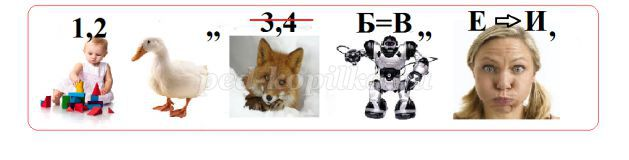 1,2 ,, 3,4 Б=В ,, Е ⇨ И ,